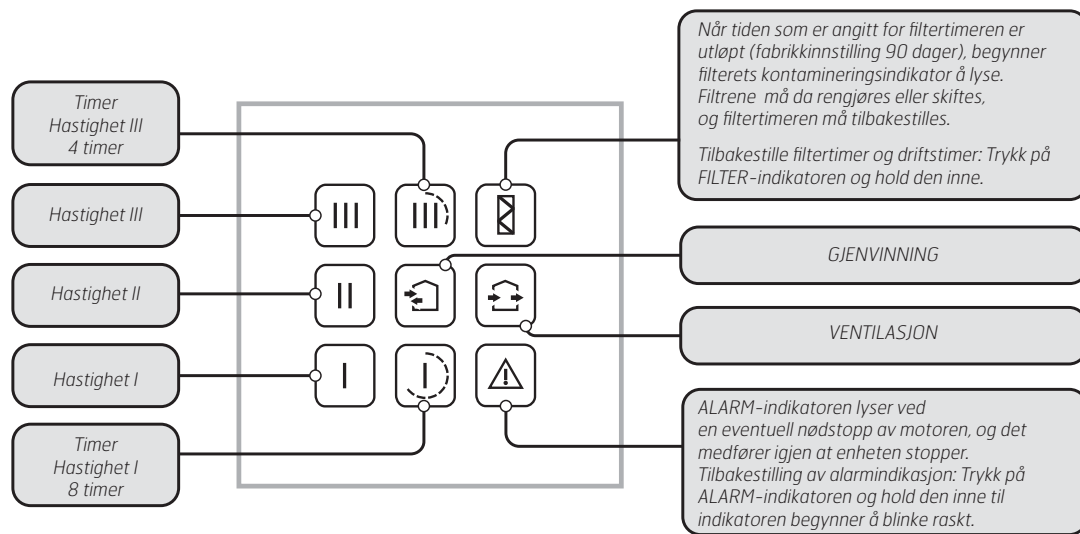 Timer
Hastighet III
4 timer
Hastighet III
Hastighet II
Hastighet I
Timer
Hastighet I
8 timer
III
III
II
I
I
Når tiden som er angitt for filtertimeren er
utløpt (fabrikkinnstilling 90 dager), begynner
filterets kontamineringsindikator å lyse.
Filtrene må da rengjøres eller skiftes,
og filtertimeren må tilbakestilles.
Tilbakestille filtertimer og driftstimer: Trykk på
FILTER-indikatoren og hold den inne.
GJENVINNING
VENTILASJON
ALARM-indikatoren lyser ved
en eventuell nødstopp av motoren, og det
medfører igjen at enheten stopper.
Tilbakestilling av alarmindikasjon: Trykk på
ALARM-indikatoren og hold den inne til
indikatoren begynner å blinke raskt.